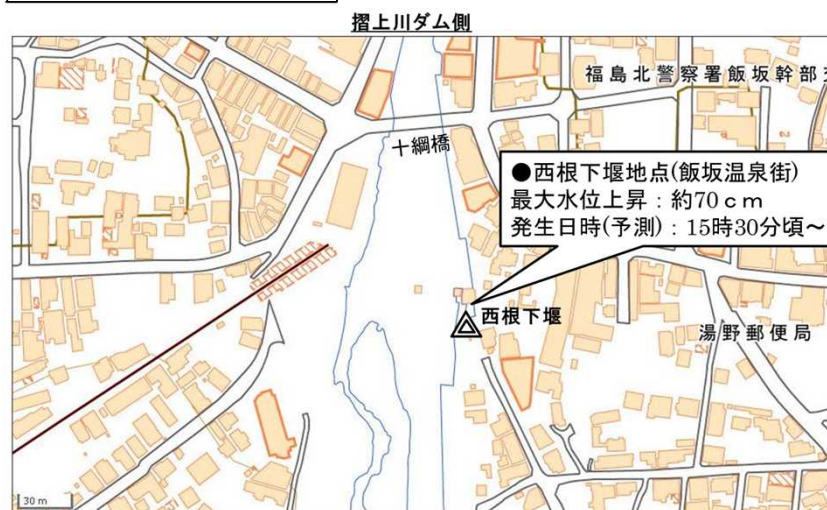 摺上川ダム側
福島北警察署飯坂幹部
十綱橋
●西根下堰地点(飯坂温泉街)
最大水位上昇：約70ｃｍ
発生日時(予測)：15時30分頃～
西根下堰
湯野郵便局
30 m